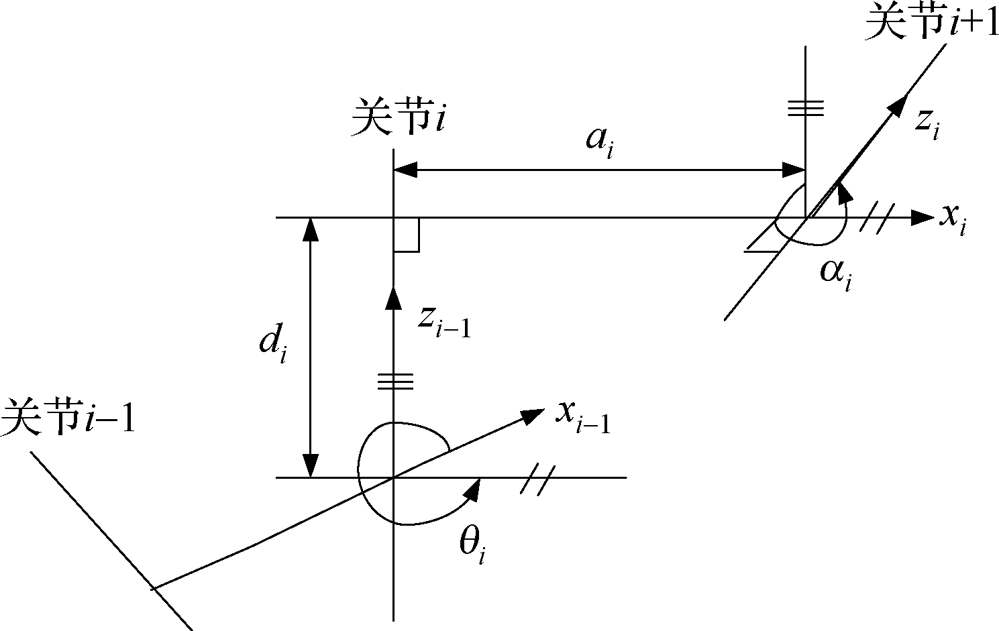 关节i+1
关节i
a_i
z_i
x_i
α_i
z_{i−1}
d_i
关节i−1
x_{i−1}
θ_i